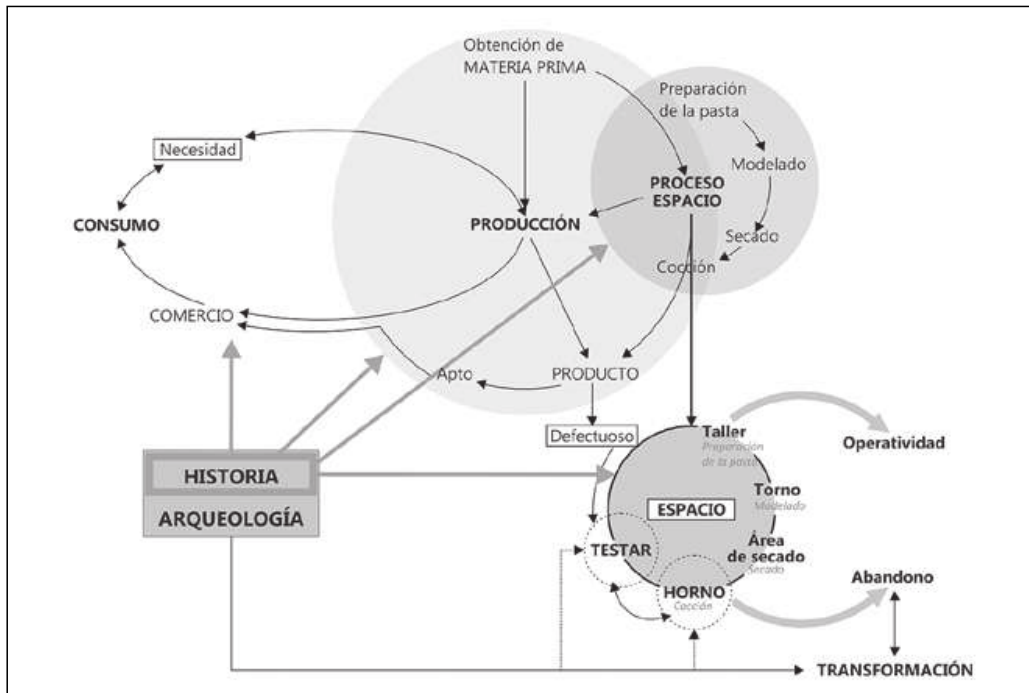 Obtención de
MATERIA PRIMA
Preparación
de la pasta
Necesidad
Modelado
PROCESO
ESPACIO
CONSUMO
PRODUCCIÓN
Secado
Cocción
COMERCIO
Apto
PRODUCTO
Defectuoso
Taller
Preparación
de la pasta
Operatividad
HISTORIA
ARQUEOLOGÍA
Torno
Modelado
ESPACIO
TESTAR
Área
de secado
Secado
HORNO
Cocción
Abandono
TRANSFORMACIÓN